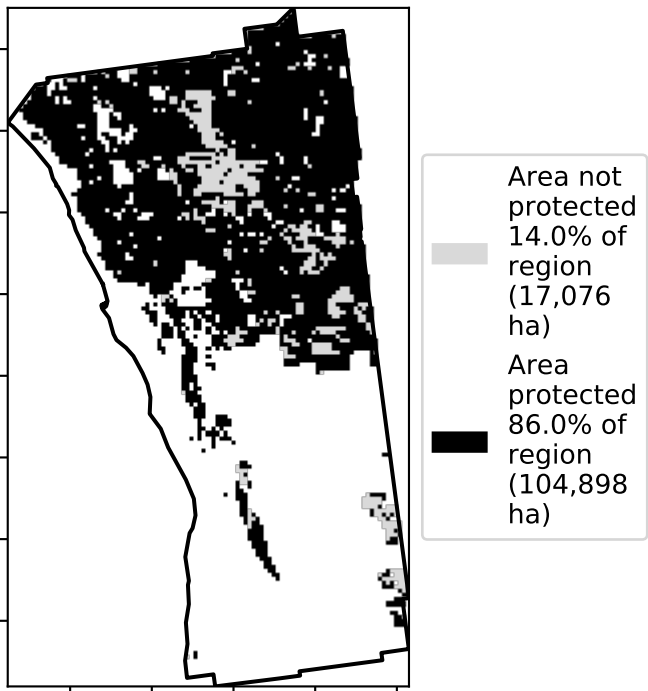 Area not
protected
14.0% of
region
(17,076
ha)
Area
protected
86.0% of
region
(104,898
ha)